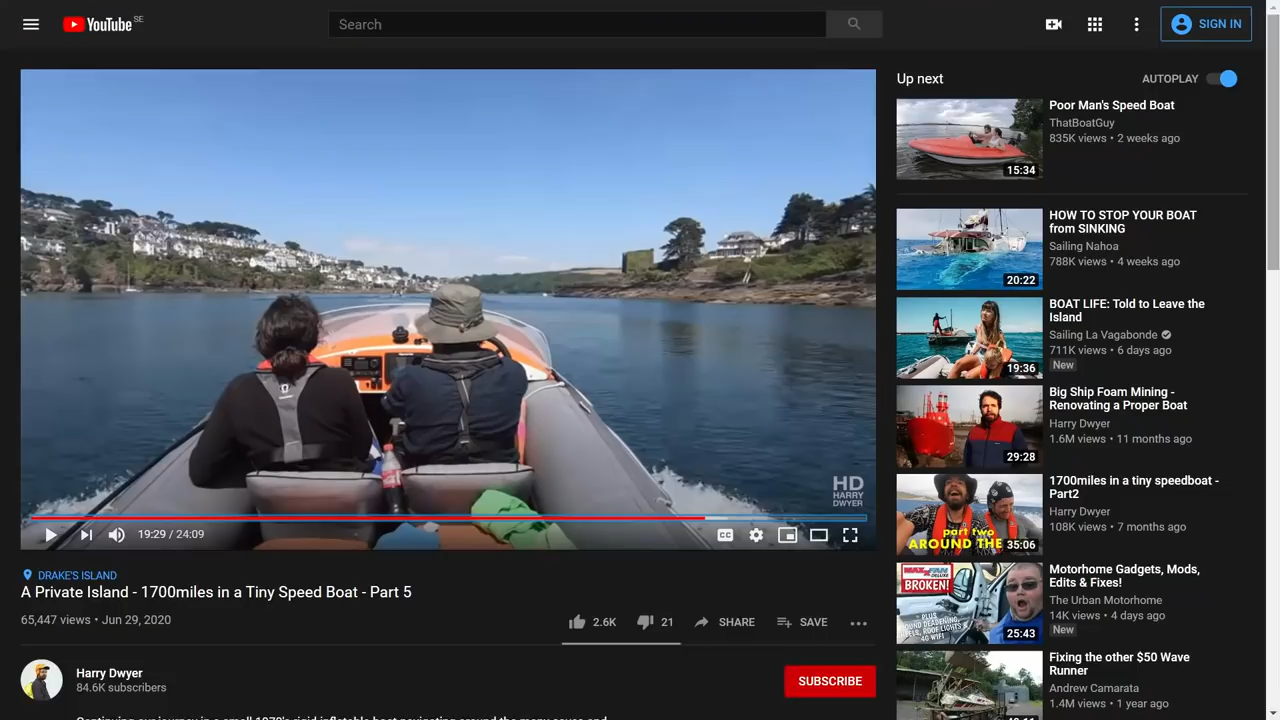 YouTube SE
Search
SIGN IN
HD
HARRY
DWYER
19:29 / 24:09
CC
DRAKE'S ISLAND
A Private Island - 1700miles in a Tiny Speed Boat - Part 5
65,447 views • Jun 29, 2020
2.6K
21
SHARE
SAVE
Harry Dwyer
84.6K subscribers
SUBSCRIBE
Up next
AUTOPLAY
15:34
Poor Man's Speed Boat
ThatBoatGuy
835K views • 2 weeks ago
20:22
HOW TO STOP YOUR BOAT
from SINKING
Sailing Nahoa
788K views • 4 weeks ago
19:36
BOAT LIFE: Told to Leave the
Island
Sailing La Vagabonde
711K views • 6 days ago
New
29:28
Big Ship Foam Mining -
Renovating a Proper Boat
Harry Dwyer
1.6M views • 11 months ago
part two
AROUND THE
35:06
1700miles in a tiny speedboat -
Part2
Harry Dwyer
108K views • 7 months ago
MAXXFAN
DELUXE
BROKEN!
25:43
Motorhome Gadgets, Mods,
Edits & Fixes!
The Urban Motorhome
14K views • 4 days ago
New
Fixing the other $50 Wave
Runner
Andrew Camarata
1.4M views • 1 year ago